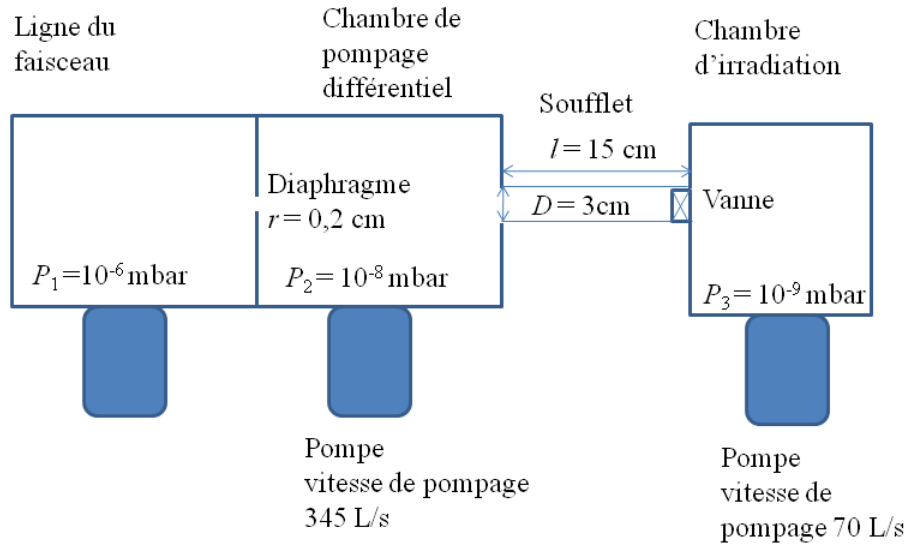 Ligne du
faisceau
Chambre de
pompage
différentiel
Chambre
d'irradiation
Soufflet
l = 15 cm
Diaphragme
r = 0,2 cm
D = 3cm
Vanne
P₁ =10⁻⁶ mbar
P₂ = 10⁻⁸ mbar
P₃ = 10⁻⁹ mbar
Pompe
vitesse de pompage
345 L/s
Pompe
vitesse de
pompage 70 L/s